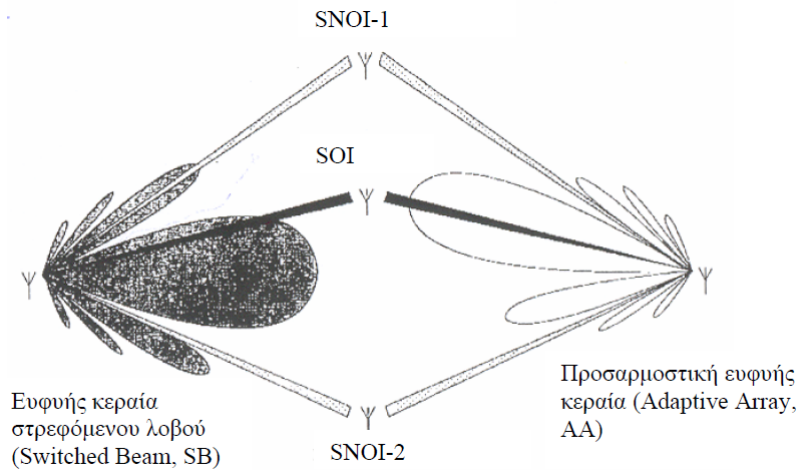 SNOI-1
SOI
Ευφυής κεραία
στρεφόμενου λοβού
(Switched Beam, SB)
SNOI-2
Προσαρμοστική ευφυής
κεραία (Adaptive Array,
AA)